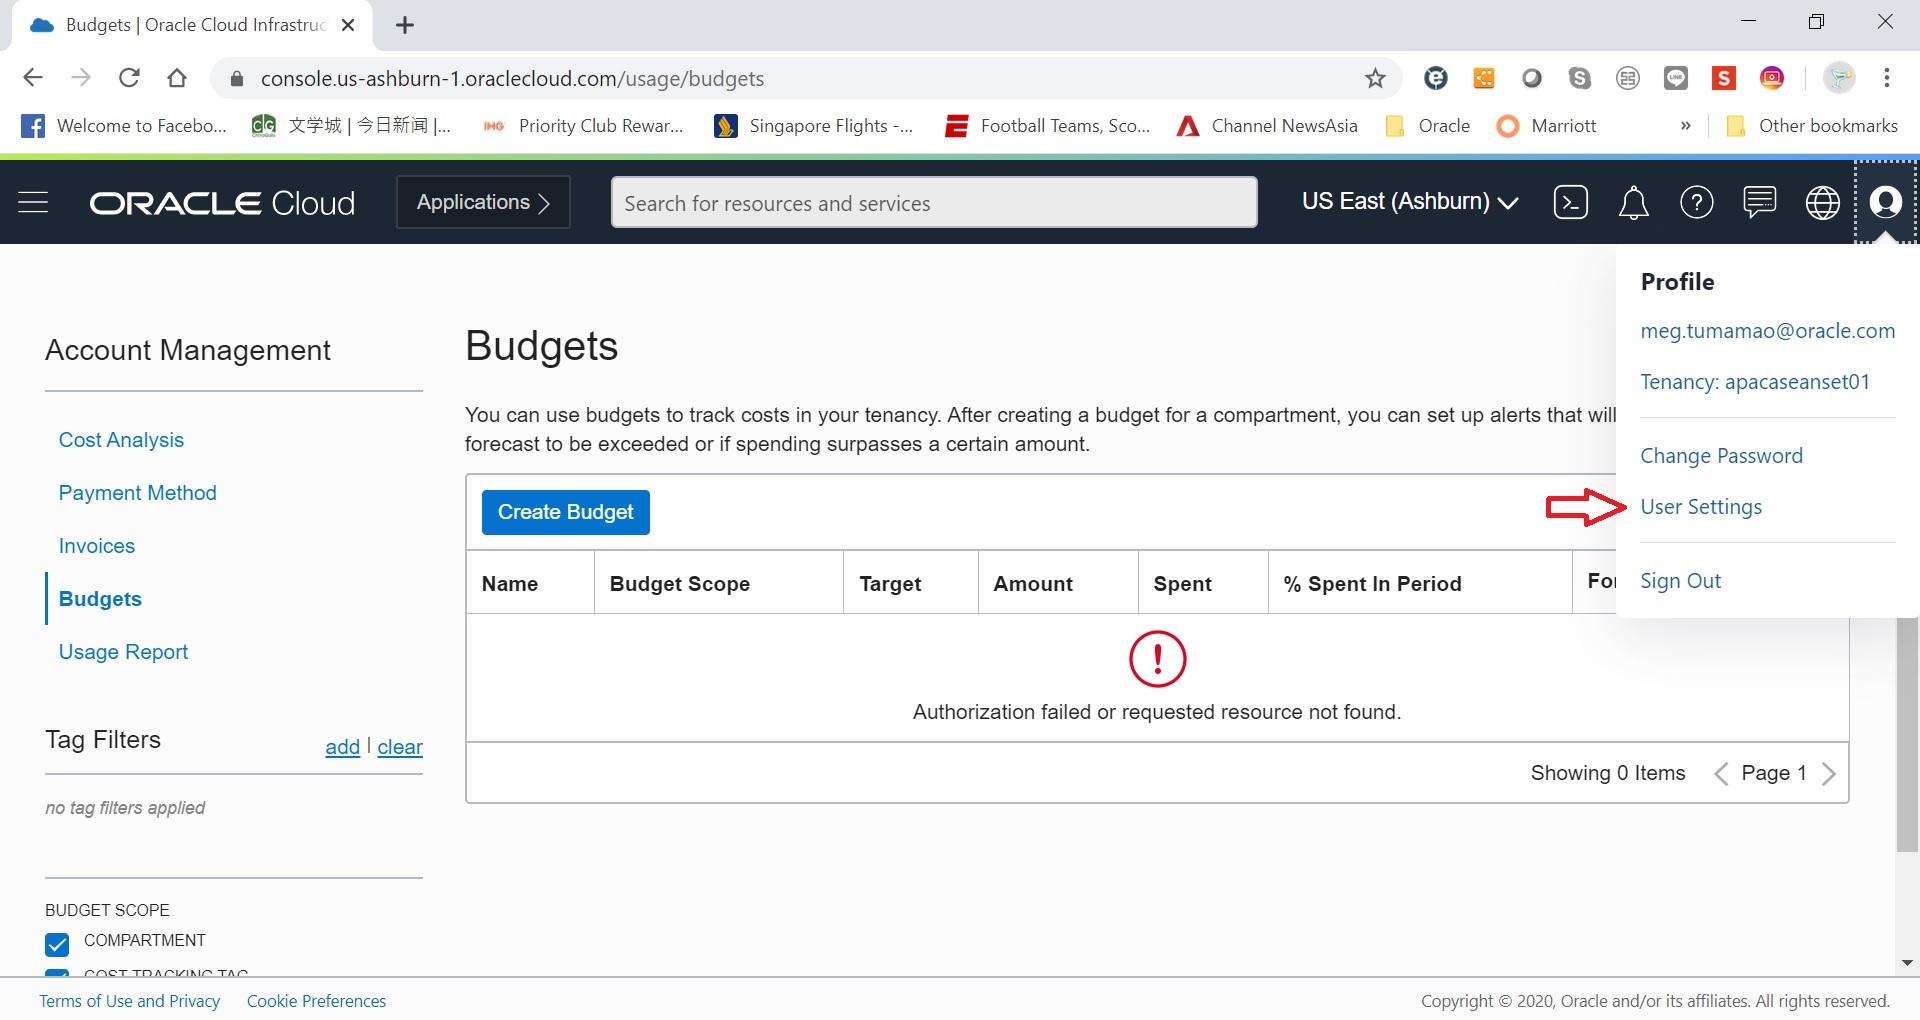 Budgets | Oracle Cloud Infrastruc
console.us-ashburn-1.oraclecloud.com/usage/budgets
Welcome to Facebo...
文学城 | 今日新闻 |...
IHG
Priority Club Rewar...
Singapore Flights -...
Football Teams, Sco...
Channel NewsAsia
Oracle
Marriott
»
Other bookmarks
ORACLE Cloud
Applications
Search for resources and services
US East (Ashburn)
Profile
meg.tumamao@oracle.com
Tenancy: apacaseanset01
Change Password
User Settings
Sign Out
Account Management
Cost Analysis
Payment Method
Invoices
Budgets
Usage Report
Tag Filters
add | clear
no tag filters applied
BUDGET SCOPE
COMPARTMENT
COST TRACKING TAG
Budgets
You can use budgets to track costs in your tenancy. After creating a budget for a compartment, you can set up alerts that will
forecast to be exceeded or if spending surpasses a certain amount.
Create Budget
Name Budget Scope Target Amount Spent % Spent In Period For
Authorization failed or requested resource not found.
Showing 0 Items Page 1
Terms of Use and Privacy Cookie Preferences
Copyright © 2020, Oracle and/or its affiliates. All rights reserved.